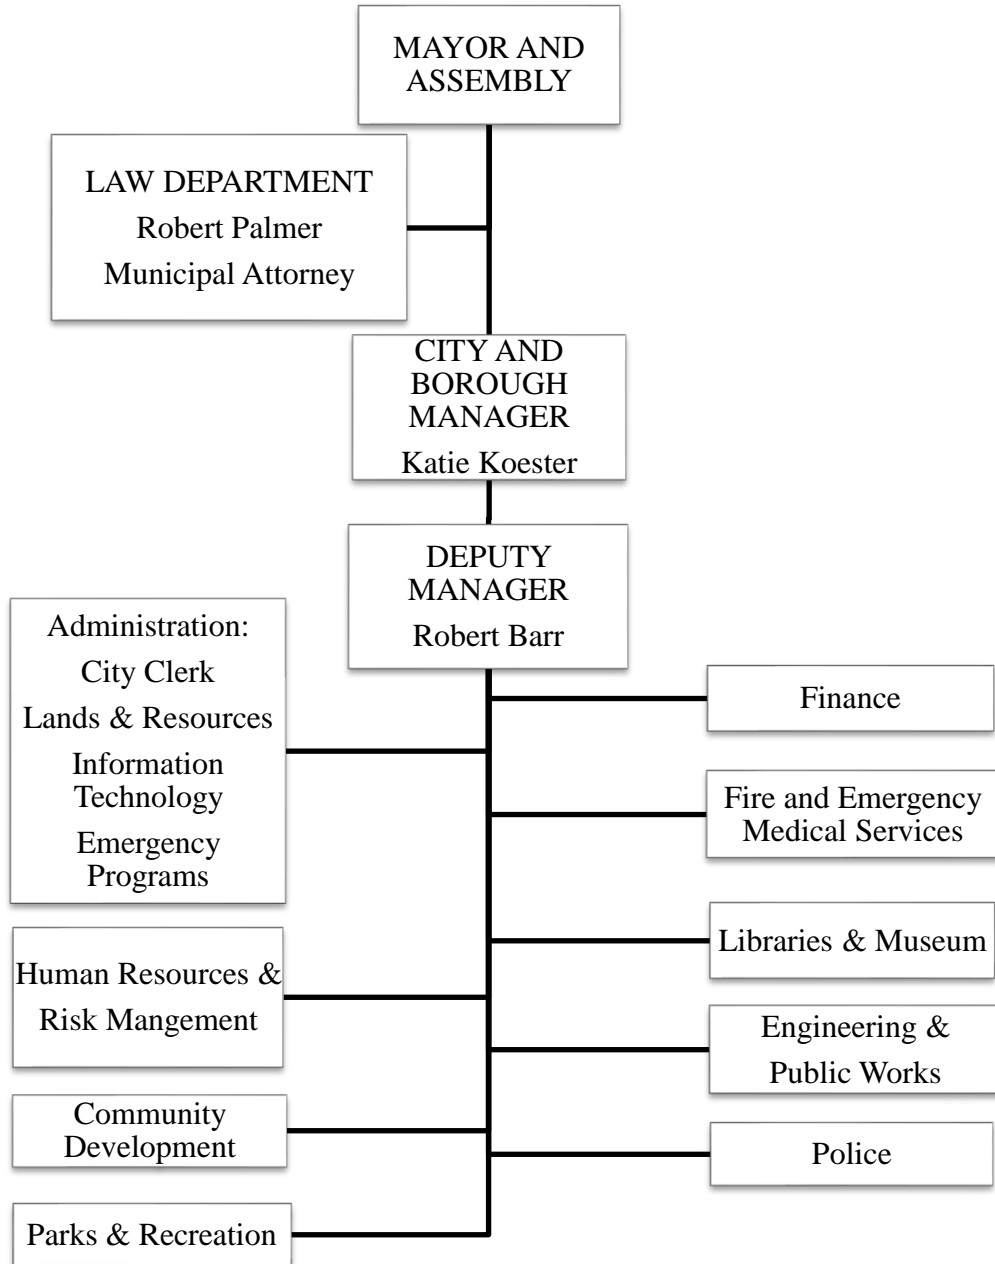 MAYOR AND
ASSEMBLY
LAW DEPARTMENT
Robert Palmer
Municipal Attorney
CITY AND
BOROUGH
MANAGER
Katie Koester
DEPUTY
MANAGER
Robert Barr
Administration:
City Clerk
Lands & Resources
Information
Technology
Emergency
Programs
Human Resources &
Risk Mangement
Community
Development
Parks & Recreation
Finance
Fire and Emergency
Medical Services
Libraries & Museum
Engineering &
Public Works
Police